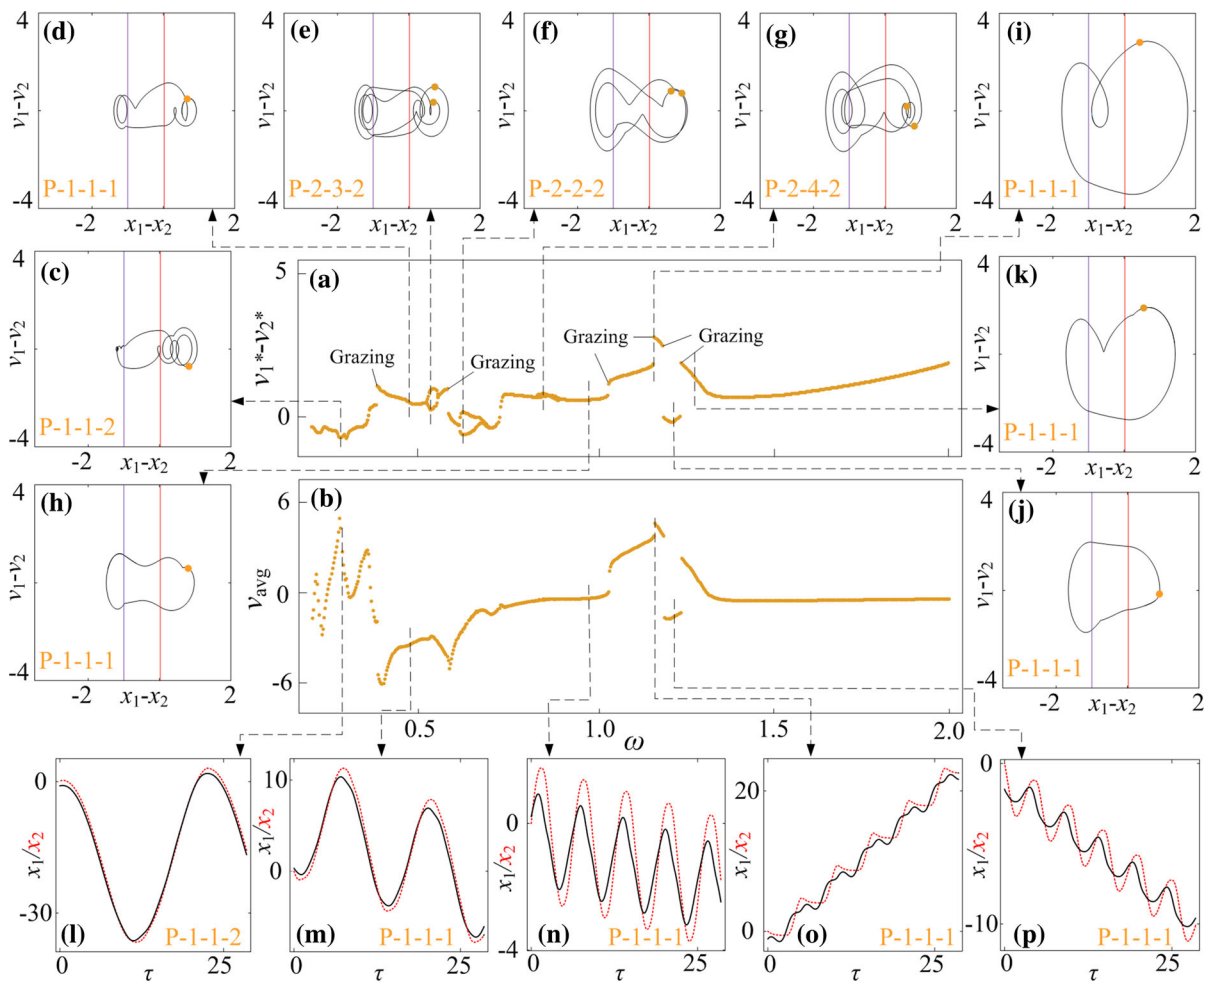 4
(d)
v1-v2
P-1-1-1
-4
-2
x1-x2
2
(e)
P-2-3-2
-2
x1-x2
2
4
(f)
v1-v2
P-2-2-2
-4
-2
x1-x2
2
(g)
P-2-4-2
-2
x1-x2
2
4
(i)
v1-v2
P-1-1-1
-4
-2
x1-x2
2
4
(c)
v1-v2
P-1-1-2
-4
-2
x1-x2
2
5
(a)
v1*-v2*
0
Grazing
Grazing
Grazing
Grazing
4
(k)
v1-v2
P-1-1-1
-4
-2
x1-x2
2
4
(h)
v1-v2
P-1-1-1
-4
-2
x1-x2
2
6
(b)
vavg
0
-6
0.5
1.0
1.5
2.0
ω
4
(j)
v1-v2
P-1-1-1
-4
-2
x1-x2
2
0
x1/x2
-30
(l)
P-1-1-2
0
τ
25
10
x1/x2
0
(m)
P-1-1-1
0
τ
25
0
x1/x2
-4
(n)
P-1-1-1
0
τ
25
20
x1/x2
0
(o)
P-1-1-1
0
τ
25
0
x1/x2
-10
(p)
P-1-1-1
0
τ
25